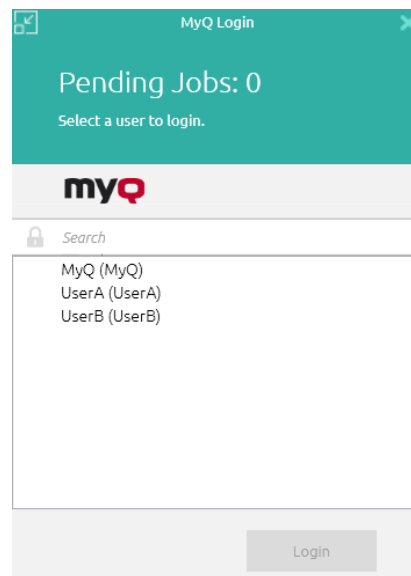 MyQ Login
Pending Jobs: 0
Select a user to login.
myQ
Search
MyQ (MyQ)
UserA (UserA)
UserB (UserB)
Login